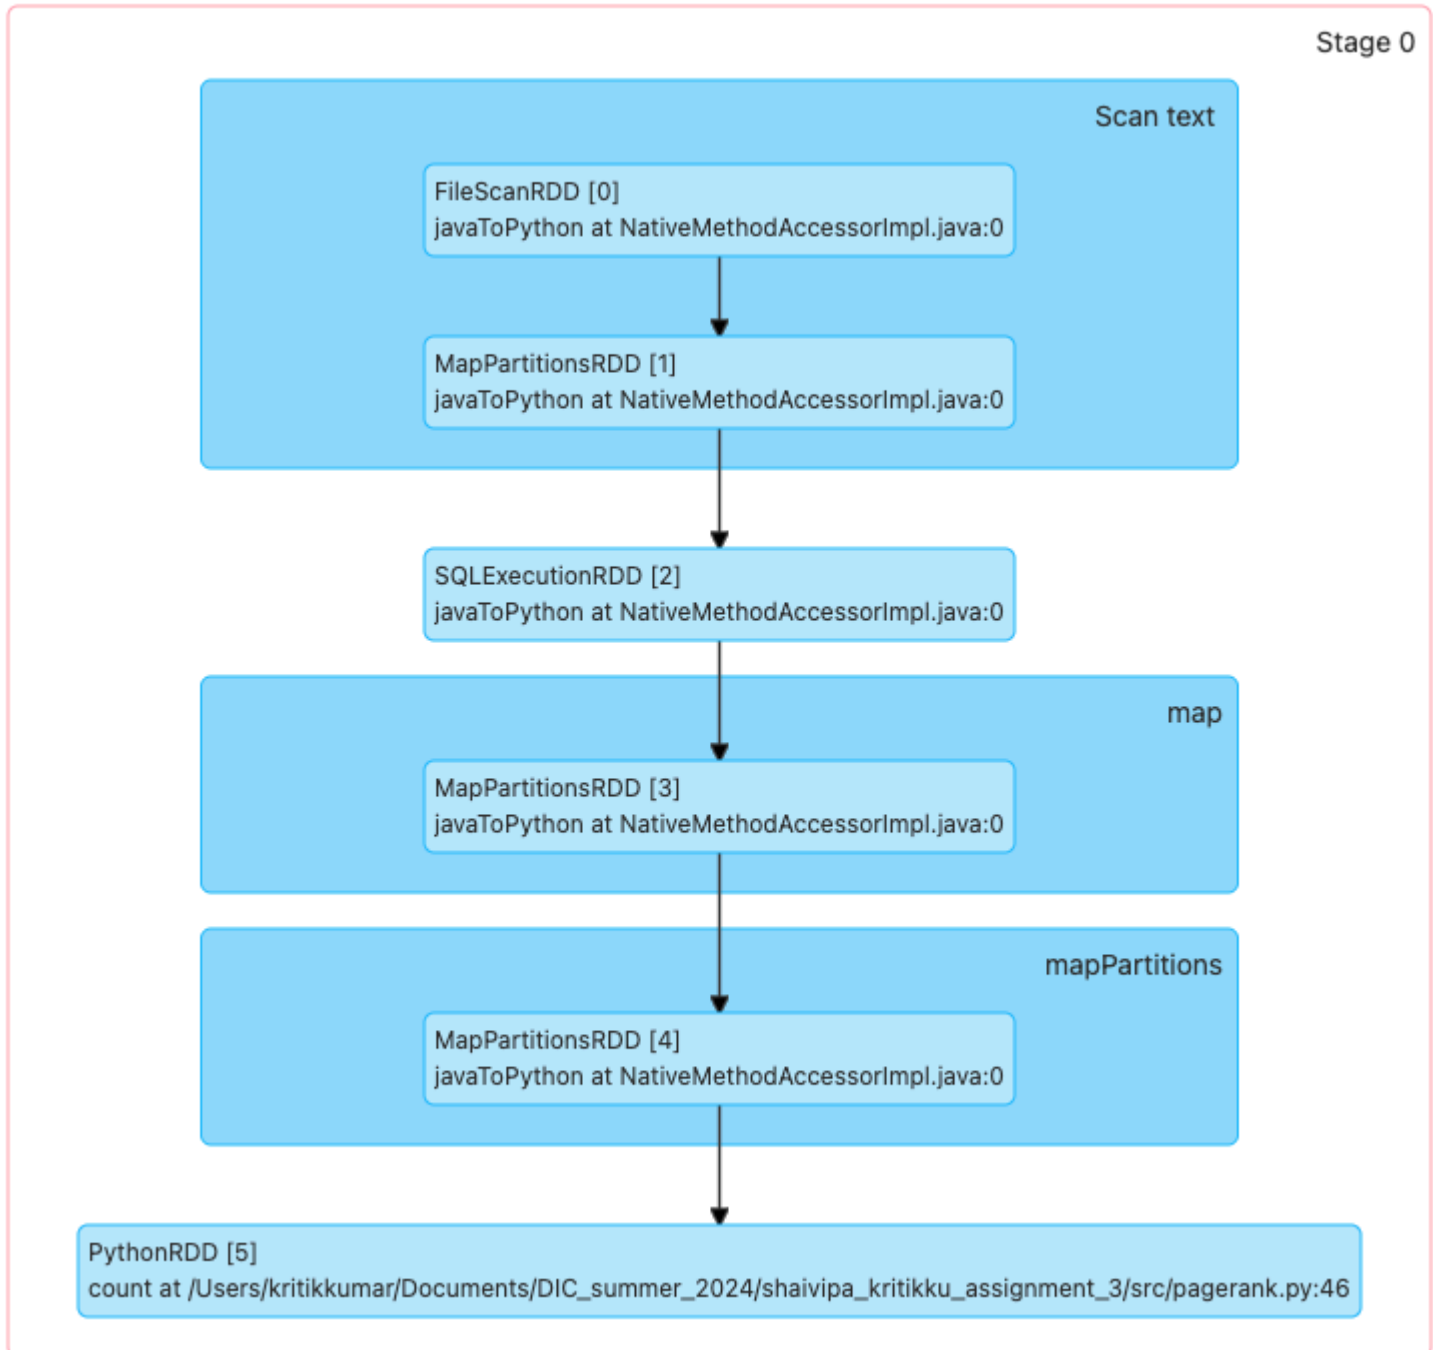 Stage 0
Scan text
FileScanRDD [0]
javaToPython at NativeMethodAccessorImpl.java:0
MapPartitionsRDD [1]
javaToPython at NativeMethodAccessorImpl.java:0
SQLExecutionRDD [2]
javaToPython at NativeMethodAccessorImpl.java:0
map
MapPartitionsRDD [3]
javaToPython at NativeMethodAccessorImpl.java:0
mapPartitions
MapPartitionsRDD [4]
javaToPython at NativeMethodAccessorImpl.java:0
PythonRDD [5]
count at /Users/kritikkumar/Documents/DIC_summer_2024/shaivipa_kritikku_assignment_3/src/pagerank.py:46